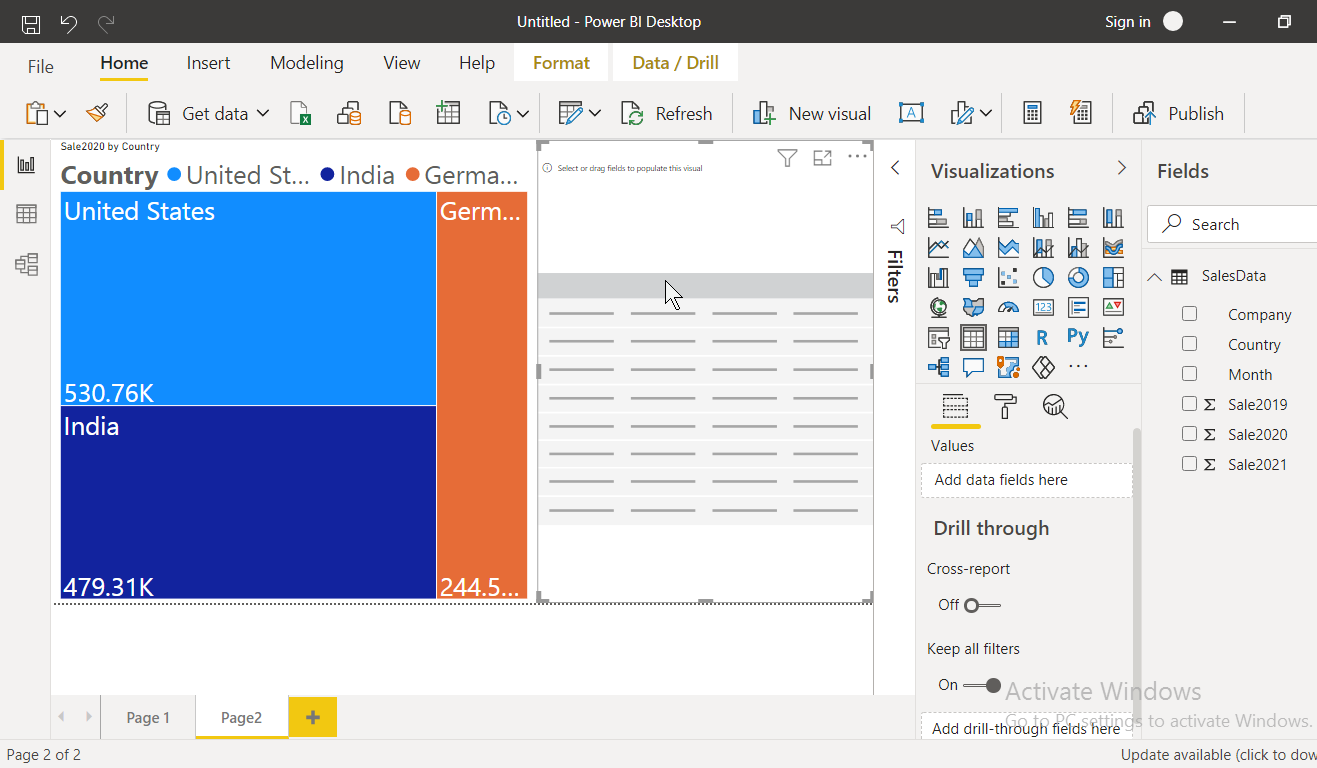 Untitled - Power BI Desktop
Sign in
File
Home
Insert
Modeling
View
Help
Format
Data / Drill
Get data
Refresh
New visual
Publish
Sale2020 by Country
Country United St... India Germa...
United States
530.76K
India
479.31K
Germ...
244.5...
Select or drag fields to populate this visual
Filters
Visualizations
123
R
Py
Values
Add data fields here
Drill through
Cross-report
Off
Keep all filters
On
Add drill-through fields here
Fields
Search
SalesData
Company
Country
Month
Σ Sale2019
Σ Sale2020
Σ Sale2021
Activate Windows
Go to PC settings to activate Windows.
Page 1
Page2
Page 2 of 2
Update available (click to dow